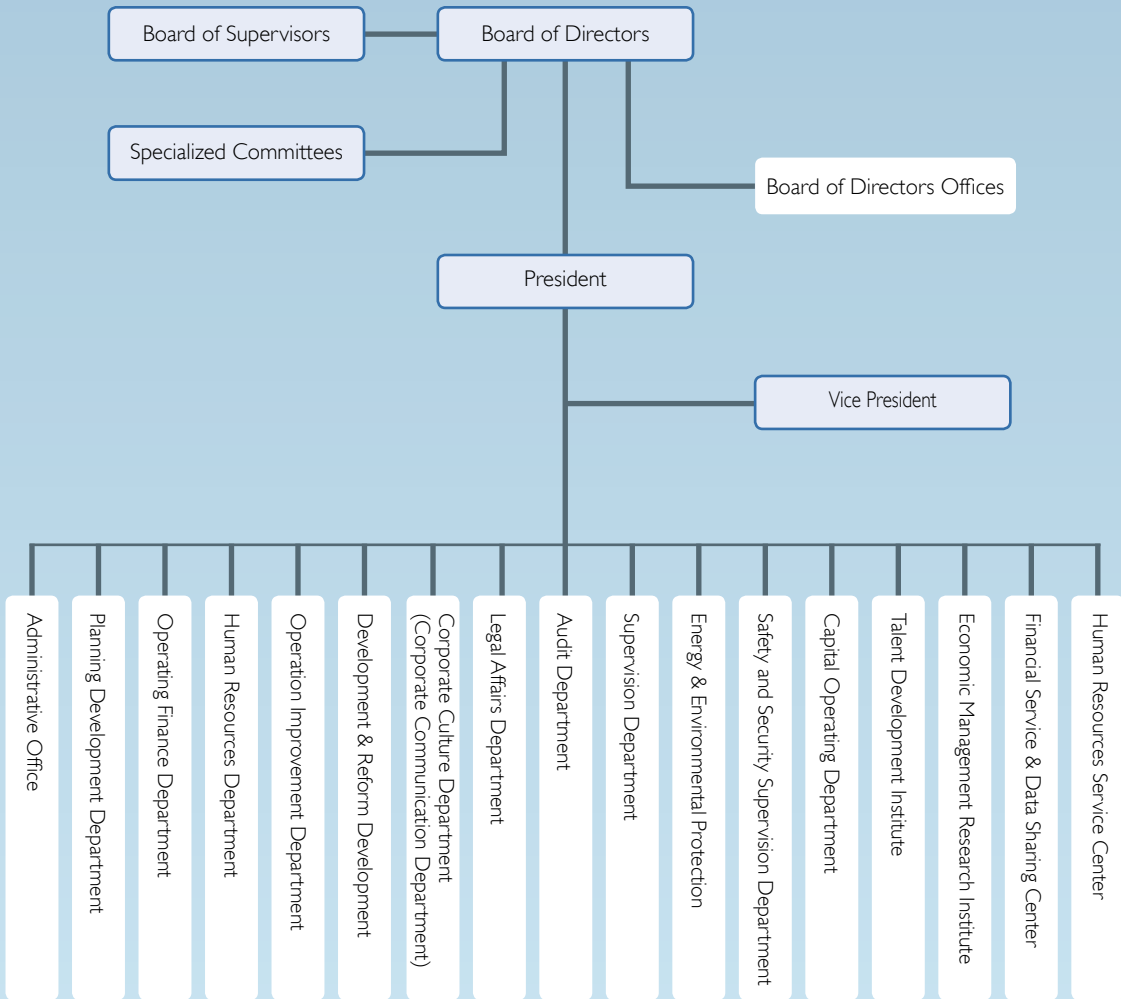 Board of Supervisors
Board of Directors
Specialized Committees
Board of Directors Offices
President
Vice President
Administrative Office
Planning Development Department
Operating Finance Department
Human Resources Department
Operation Improvement Department
Development & Reform Development
Corporate Culture Department
(Corporate Communication Department)
Legal Affairs Department
Audit Department
Supervision Department
Energy & Environmental Protection
Safety and Security Supervision Department
Capital Operating Department
Talent Development Institute
Economic Management Research Institute
Financial Service & Data Sharing Center
Human Resources Service Center